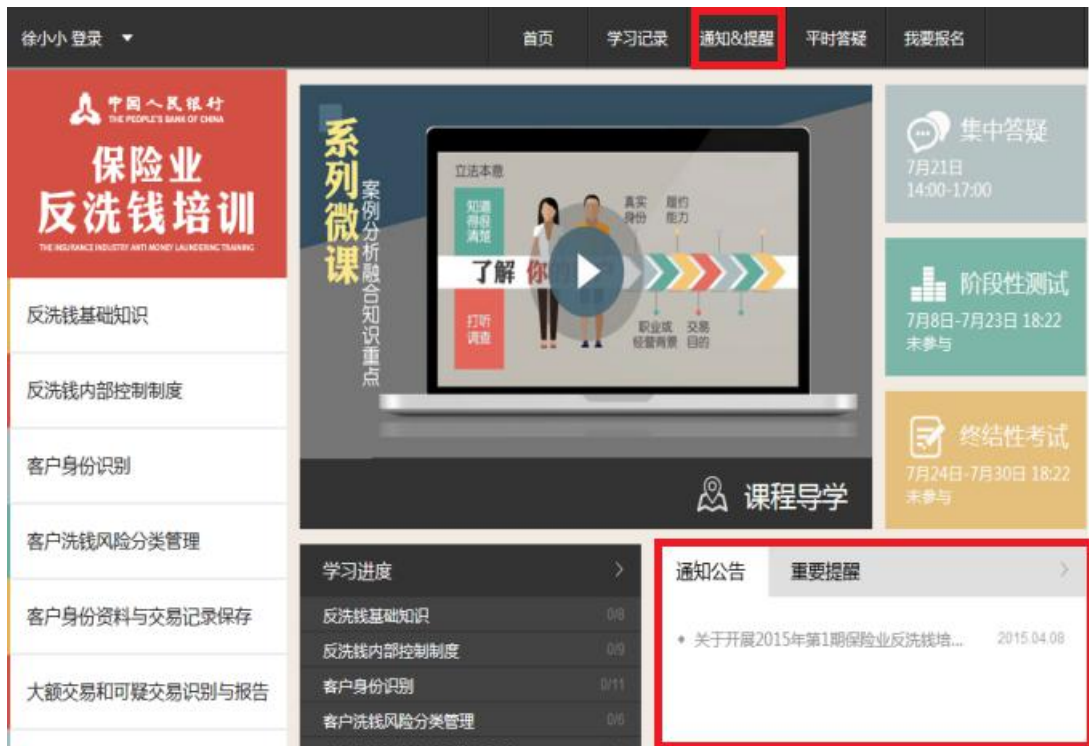 徐小小 登录
首页
学习记录
通知&提醒
平时答疑
我要报名
中国人民银行
THE PEOPLE'S BANK OF CHINA
保险业
反洗钱培训
THE INSURANCE INDUSTRY ANTI MONEY LAUNDERING TRAINING
反洗钱基础知识
反洗钱内部控制制度
客户身份识别
客户洗钱风险分类管理
客户身份资料与交易记录保存
大额交易和可疑交易识别与报告
系列微课
案例分析融合知识重点
立法本意
知道
得很
清楚
真实
身份
履约
能力
了解 你的
打听
调查
职业或
经营背景
交易
目的
课程导学
集中答疑
7月21日
14:00-17:00
阶段性测试
7月8日-7月23日 18:22
未参与
终结性考试
7月24日-7月30日 18:22
未参与
学习进度
反洗钱基础知识 0/8
反洗钱内部控制制度 0/9
客户身份识别 0/11
客户洗钱风险分类管理 0/6
通知公告
重要提醒
关于开展2015年第1期保险业反洗钱培... 2015.04.08